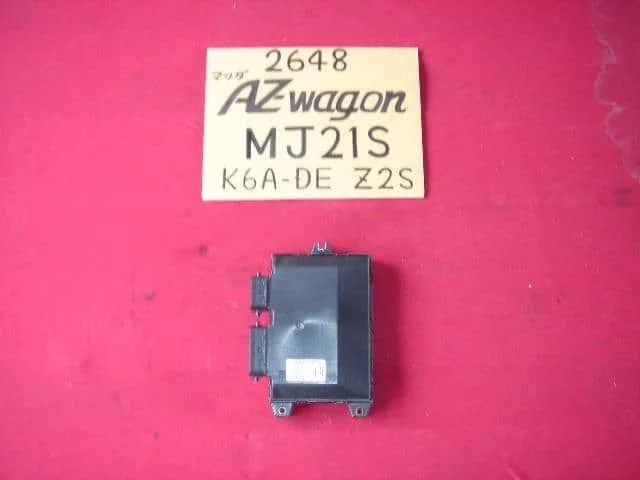 2648
マツダ
AZ-wagon
MJ21S
K6A-DE Z2S